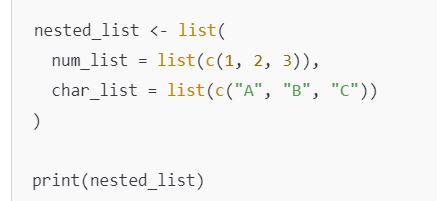 nested_list <- list(
  num_list = list(c(1, 2, 3)),
  char_list = list(c("A", "B", "C"))
)
print(nested_list)